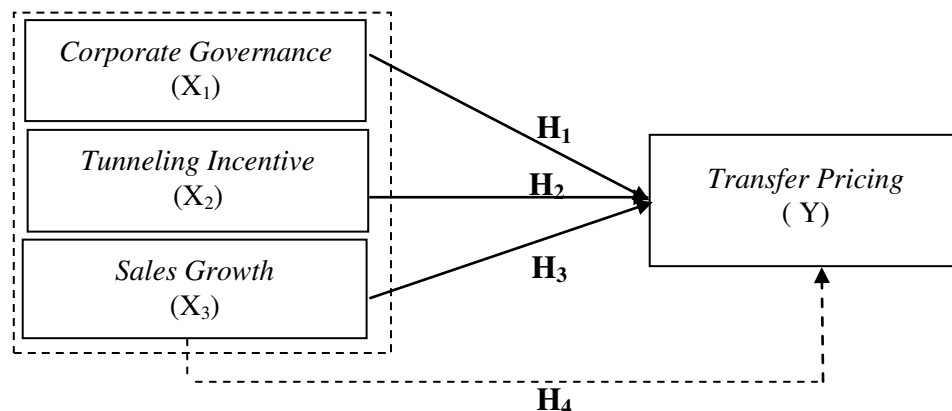 Corporate Governance
(X₁)
H₁
Tunneling Incentive
(X₂)
H₂
Transfer Pricing
( Y)
Sales Growth
(X₃)
H₃
H₄